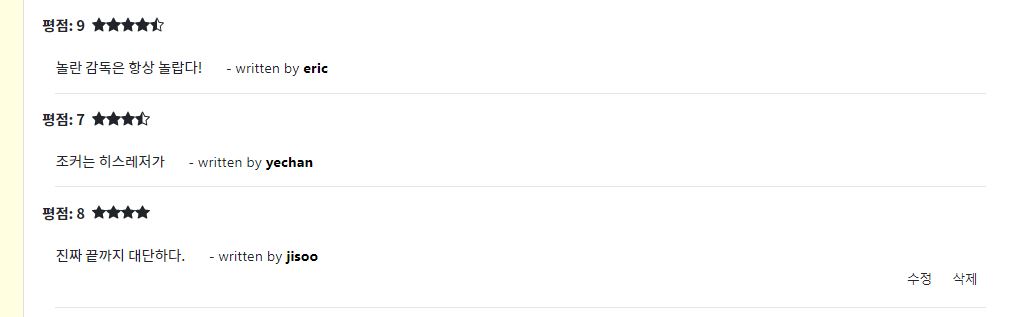 평점: 9 ★★★★⯪
놀란 감독은 항상 놀랍다! - written by eric
평점: 7 ★★★⯪
조커는 히스레저가 - written by yechan
평점: 8 ★★★★
진짜 끝까지 대단하다. - written by jisoo
수정 삭제